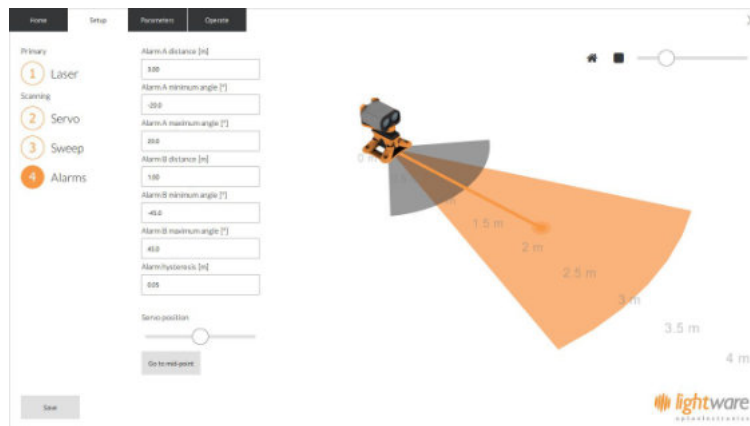 Home
Setup
Parameters
Operate
Primary
1 Laser
Scanning
2 Servo
3 Sweep
4 Alarms
Save
Alarm A distance [m]
3.00
Alarm A minimum angle [°]
-20.0
Alarm A maximum angle [°]
20.0
Alarm B distance [m]
1.00
Alarm B minimum angle [°]
-45.0
Alarm B maximum angle [°]
45.0
Alarm hysteresis [m]
0.05
Servo position
Go to mid-point
0 m
1.5 m
2 m
2.5 m
3 m
3.5 m
4 m
lightware
optoelectronics